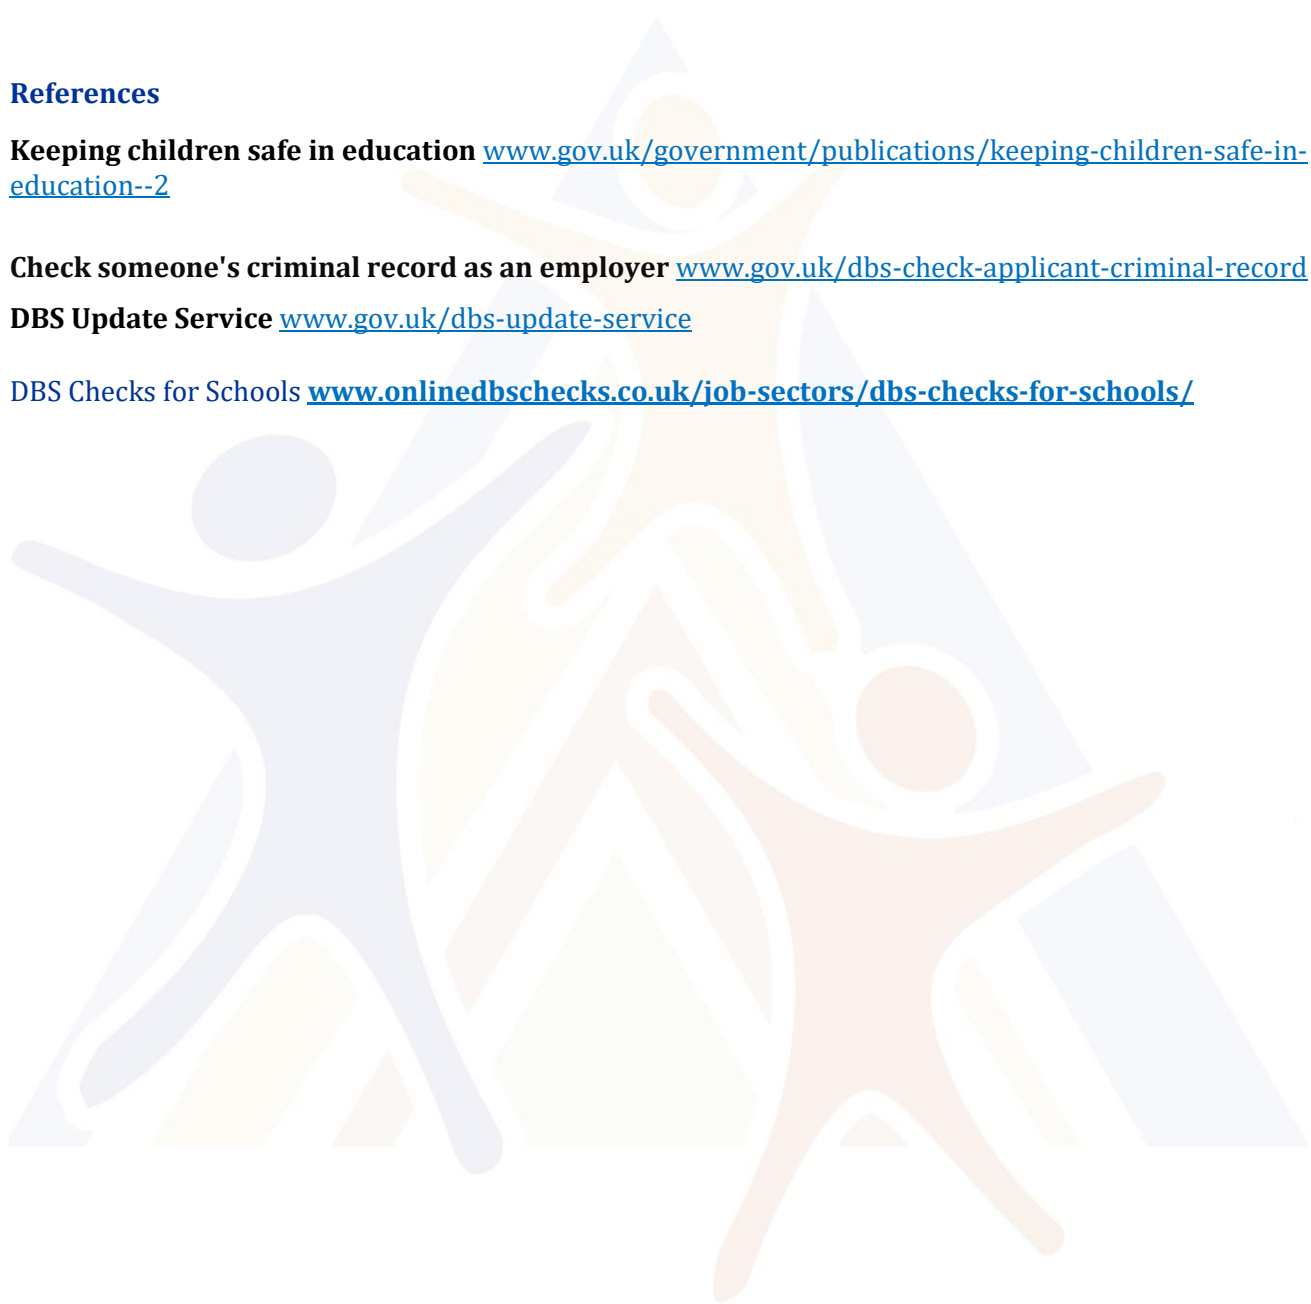 References
Keeping children safe in education www.gov.uk/government/publications/keeping-children-safe-in-
education--2
Check someone's criminal record as an employer www.gov.uk/dbs-check-applicant-criminal-record
DBS Update Service www.gov.uk/dbs-update-service
DBS Checks for Schools www.onlinedbschecks.co.uk/job-sectors/dbs-checks-for-schools/